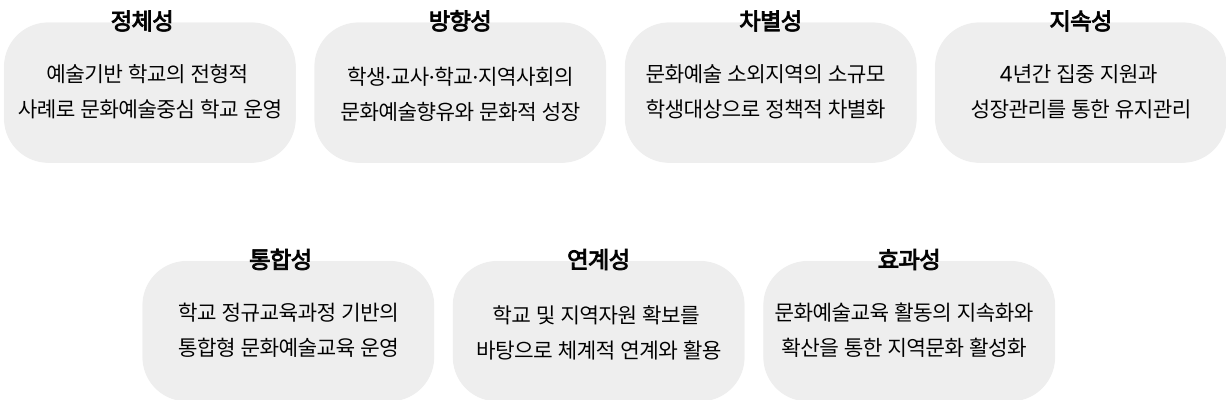 정체성
예술기반 학교의 전형적
사례로 문화예술중심 학교 운영
방향성
학생·교사·학교·지역사회의
문화예술향유와 문화적 성장
차별성
문화예술 소외지역의 소규모
학생대상으로 정책적 차별화
지속성
4년간 집중 지원과
성장관리를 통한 유지관리
통합성
학교 정규교육과정 기반의
통합형 문화예술교육 운영
연계성
학교 및 지역자원 확보를
바탕으로 체계적 연계와 활용
효과성
문화예술교육 활동의 지속화와
확산을 통한 지역문화 활성화